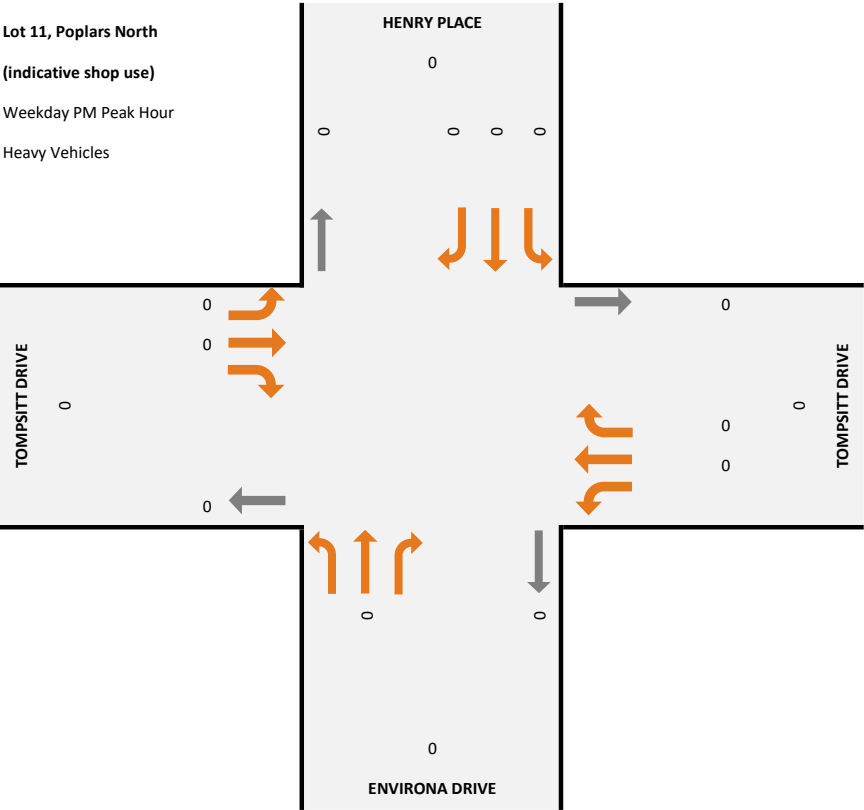 Lot 11, Poplars North
HENRY PLACE
(indicative shop use)
0
Weekday PM Peak Hour
0
0
0
0
Heavy Vehicles
0
0
0
TOMPSITT DRIVE
0
0
TOMPSITT DRIVE
0
0
0
0
0
0
0
ENVIRONA DRIVE